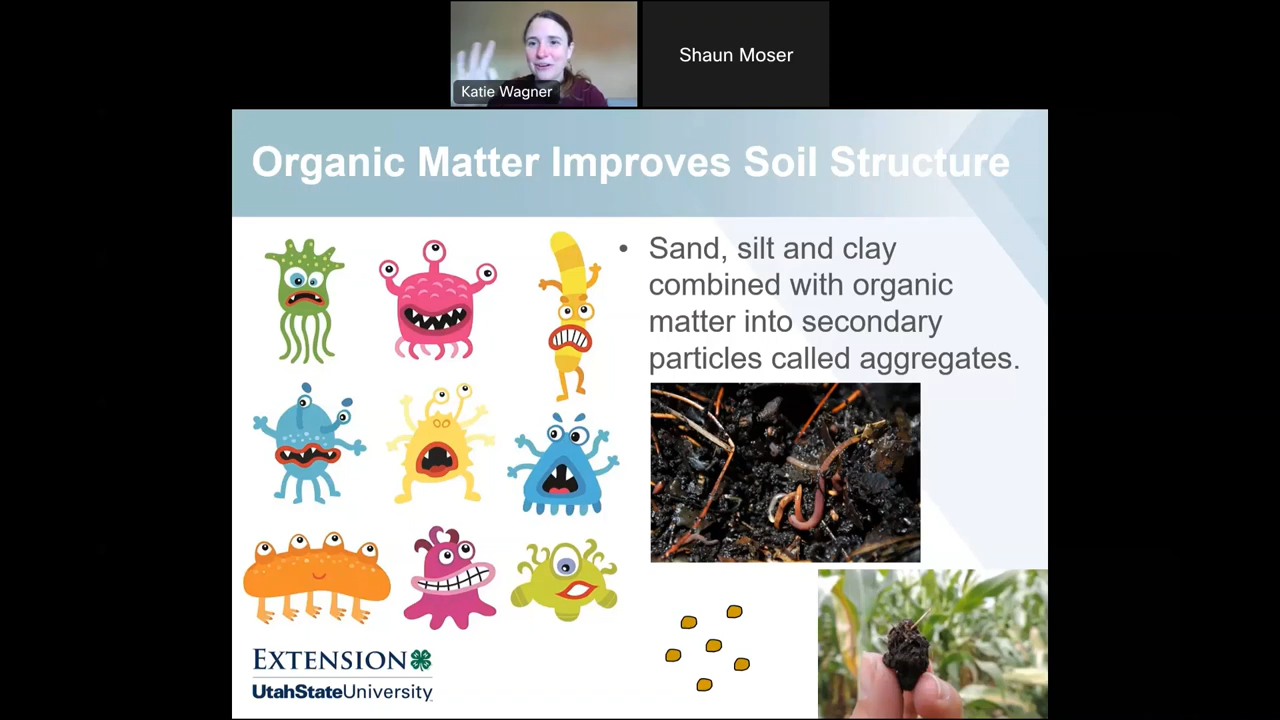 Katie Wagner
Shaun Moser
Organic Matter Improves Soil Structure
• Sand, silt and clay
combined with organic
matter into secondary
particles called aggregates.
EXTENSION
UtahStateUniversity